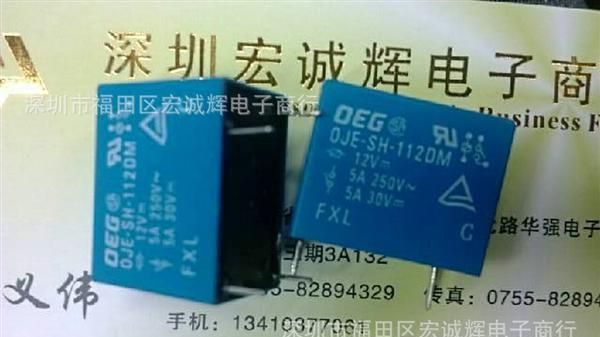 深圳宏诚辉电子商
深圳市福田区宏诚辉电子商行
Business F
OEG
OJE-SH-112DM
12V
5A 250V~
5A 30V
FXL
OEG
OJE-SH-112DM
12V
5A 250V~
5A 30V
FXL
C
北路华强电子
三期3A132
义伟
55-82894329
传真: 0755-82894
手机:
深圳市福田区宏诚辉电子商行